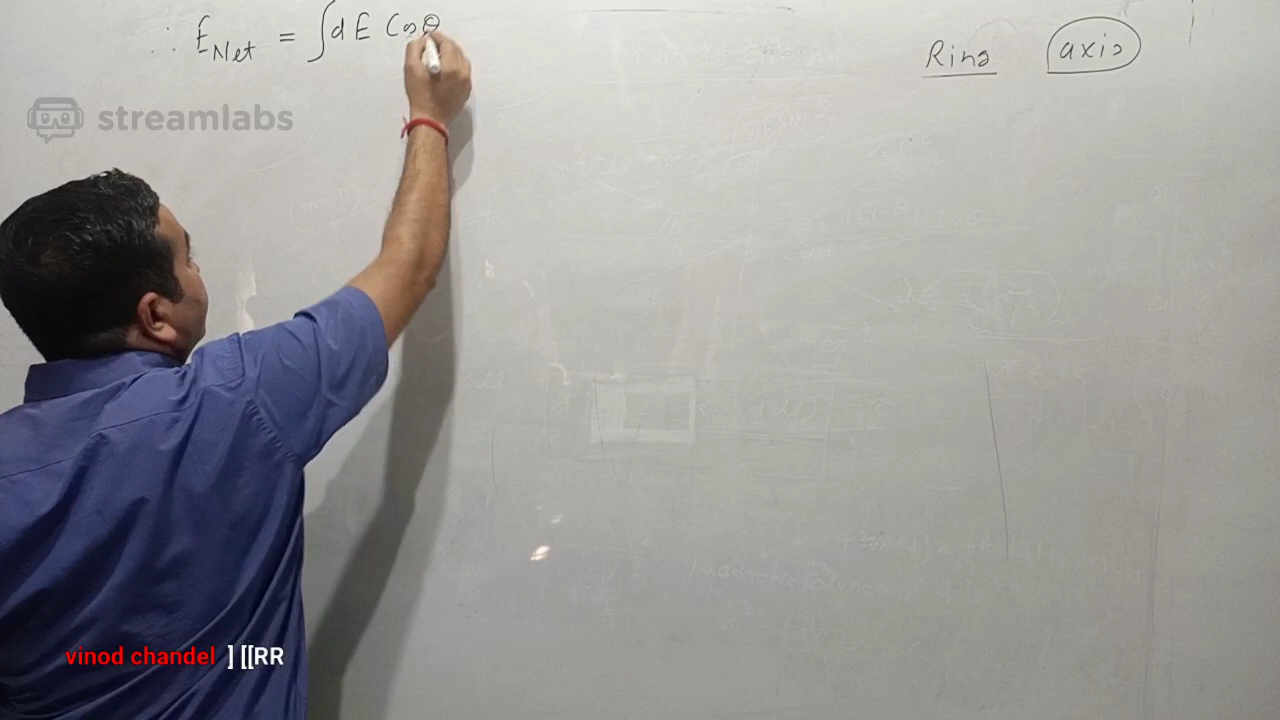 ∴ E_Net = ∫dE Cosθ
Ring axis
streamlabs
vinod chandel ] [[RR